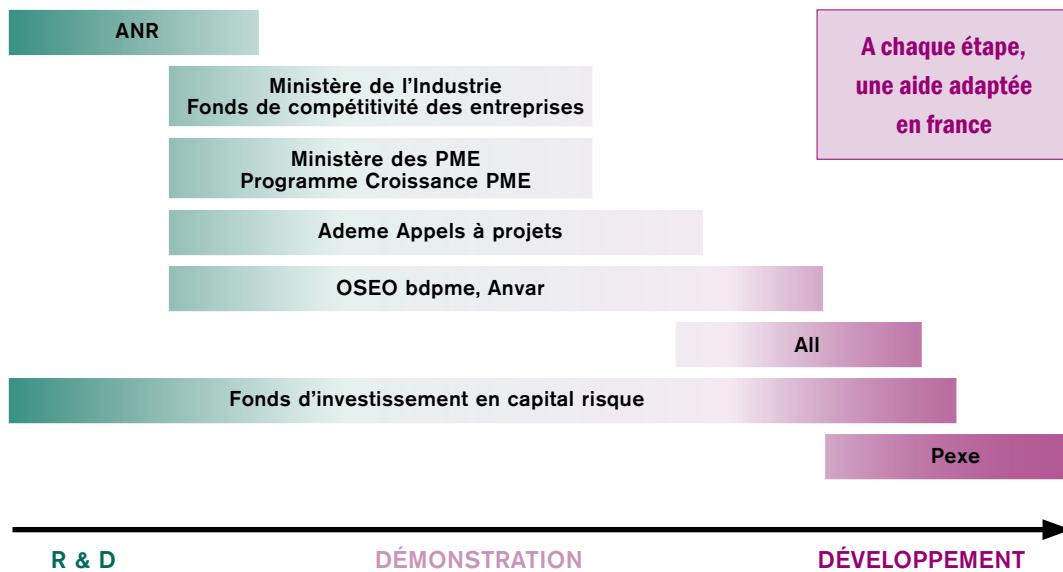 ANR
A chaque étape,
une aide adaptée
en france
Ministère de l'Industrie
Fonds de compétitivité des entreprises
Ministère des PME
Programme Croissance PME
Ademe Appels à projets
OSEO bdpme, Anvar
AII
Fonds d'investissement en capital risque
Pexe
R & D
DÉMONSTRATION
DÉVELOPPEMENT